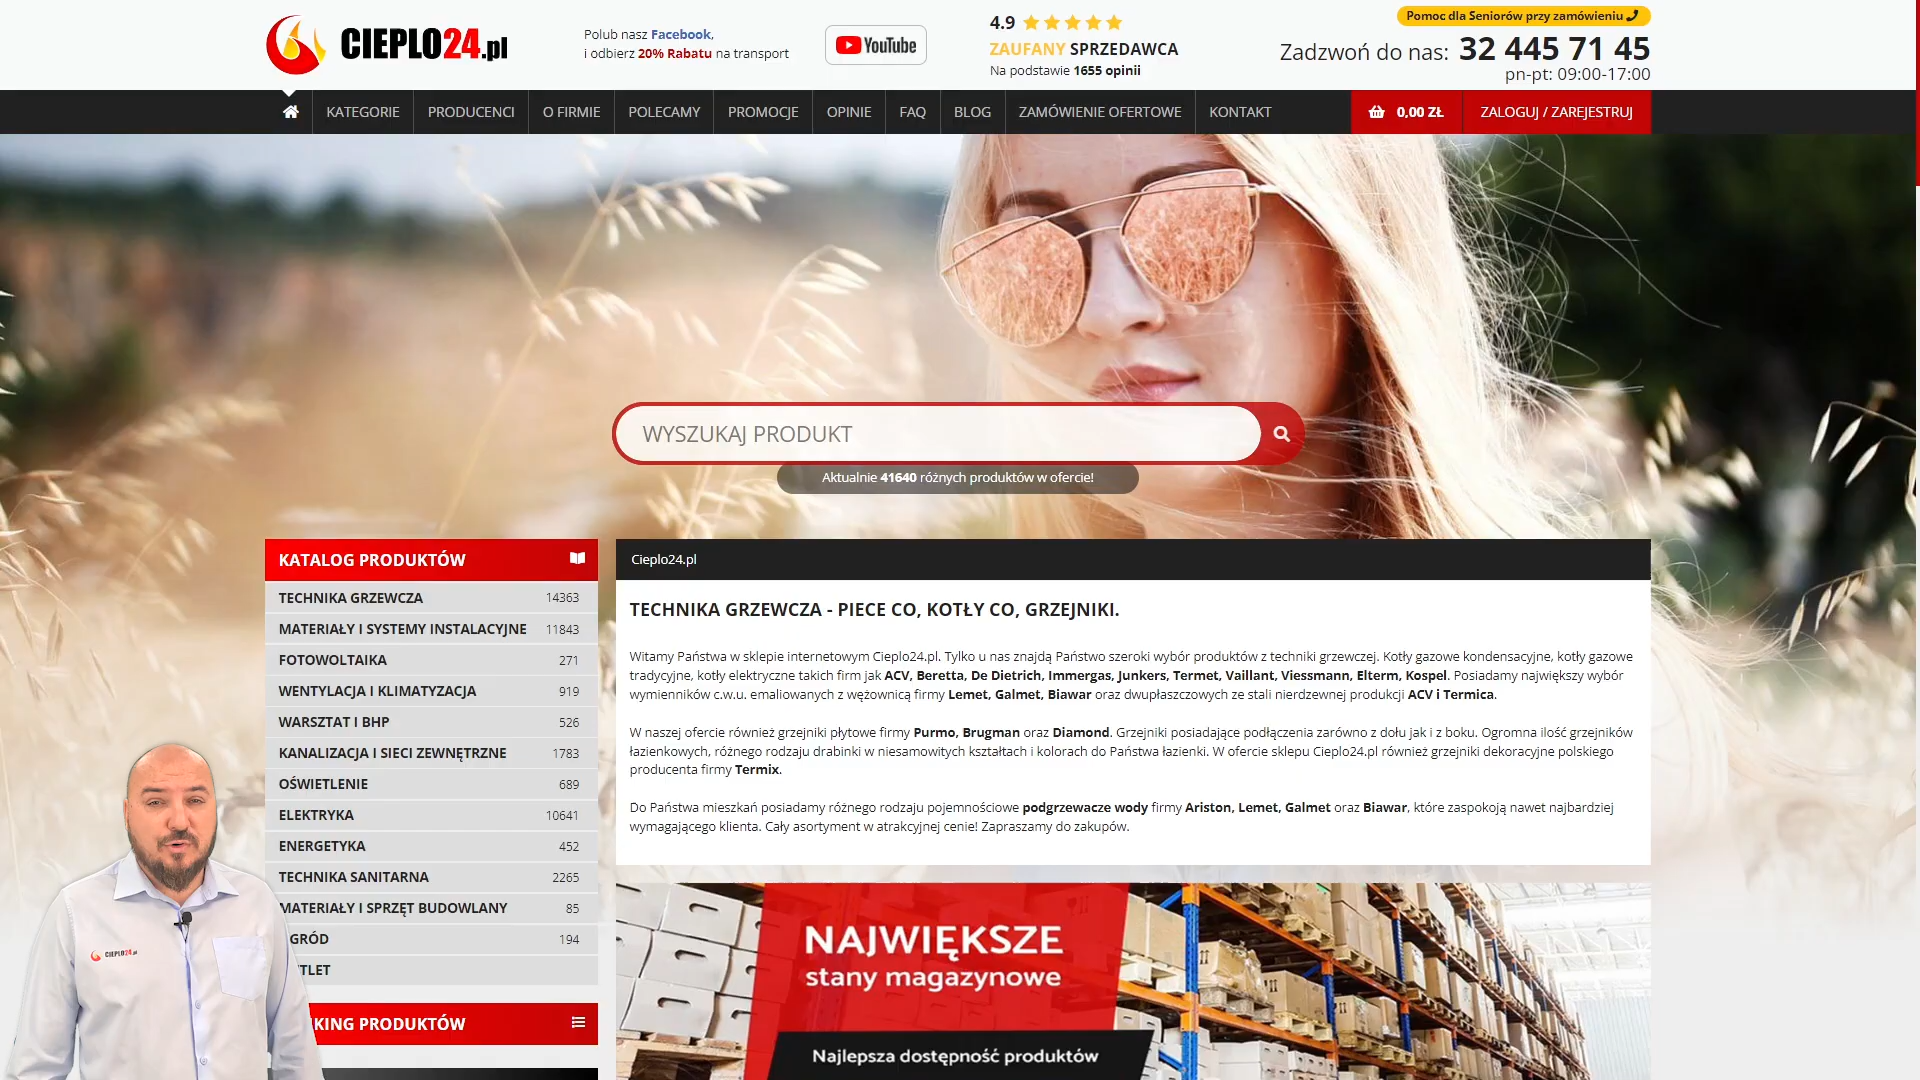 CIEPLO24.pl
Polub nasz Facebook,
i odbierz 20% Rabatu na transport
YouTube
4.9
ZAUFANY SPRZEDAWCA
Na podstawie 1655 opinii
Pomoc dla Seniorów przy zamówieniu
Zadzwoń do nas: 32 445 71 45
pn-pt: 09:00-17:00
KATEGORIE PRODUCENCI O FIRMIE POLECAMY PROMOCJE OPINIE FAQ BLOG ZAMÓWIENIE OFERTOWE KONTAKT 0,00 ZŁ ZALOGUJ / ZAREJESTRUJ
WYSZUKAJ PRODUKT
Aktualnie 41640 różnych produktów w ofercie!
KATALOG PRODUKTÓW
TECHNIKA GRZEWCZA 14363
MATERIAŁY I SYSTEMY INSTALACYJNE 11843
FOTOWOLTAIKA 271
WENTYLACJA I KLIMATYZACJA 919
WARSZTAT I BHP 526
KANALIZACJA I SIECI ZEWNĘTRZNE 1783
OŚWIETLENIE 689
ELEKTRYKA 10641
ENERGETYKA 452
TECHNIKA SANITARNA 2265
MATERIAŁY I SPRZĘT BUDOWLANY 85
GRÓD 194
TLET
KING PRODUKTÓW
CIEPLO24.pl
Cieplo24.pl
TECHNIKA GRZEWCZA - PIECE CO, KOTŁY CO, GRZEJNIKI.
Witamy Państwa w sklepie internetowym Cieplo24.pl. Tylko u nas znajdą Państwo szeroki wybór produktów z techniki grzewczej. Kotły gazowe kondensacyjne, kotły gazowe
tradycyjne, kotły elektryczne takich firm jak ACV, Beretta, De Dietrich, Immergas, Junkers, Termet, Vaillant, Viessmann, Elterm, Kospel. Posiadamy największy wybór
wymienników c.w.u. emaliowanych z wężownicą firmy Lemet, Galmet, Biawar oraz dwupłaszczowych ze stali nierdzewnej produkcji ACV i Termica.
W naszej ofercie również grzejniki płytowe firmy Purmo, Brugman oraz Diamond. Grzejniki posiadające podłączenia zarówno z dołu jak i z boku. Ogromna ilość grzejników
łazienkowych, różnego rodzaju drabinki w niesamowitych kształtach i kolorach do Państwa łazienki. W ofercie sklepu Cieplo24.pl również grzejniki dekoracyjne polskiego
producenta firmy Termix.
Do Państwa mieszkań posiadamy różnego rodzaju pojemnościowe podgrzewacze wody firmy Ariston, Lemet, Galmet oraz Biawar, które zaspokoją nawet najbardziej
wymagającego klienta. Cały asortyment w atrakcyjnej cenie! Zapraszamy do zakupów.
NAJWIĘKSZE
stany magazynowe
Najlepsza dostępność produktów